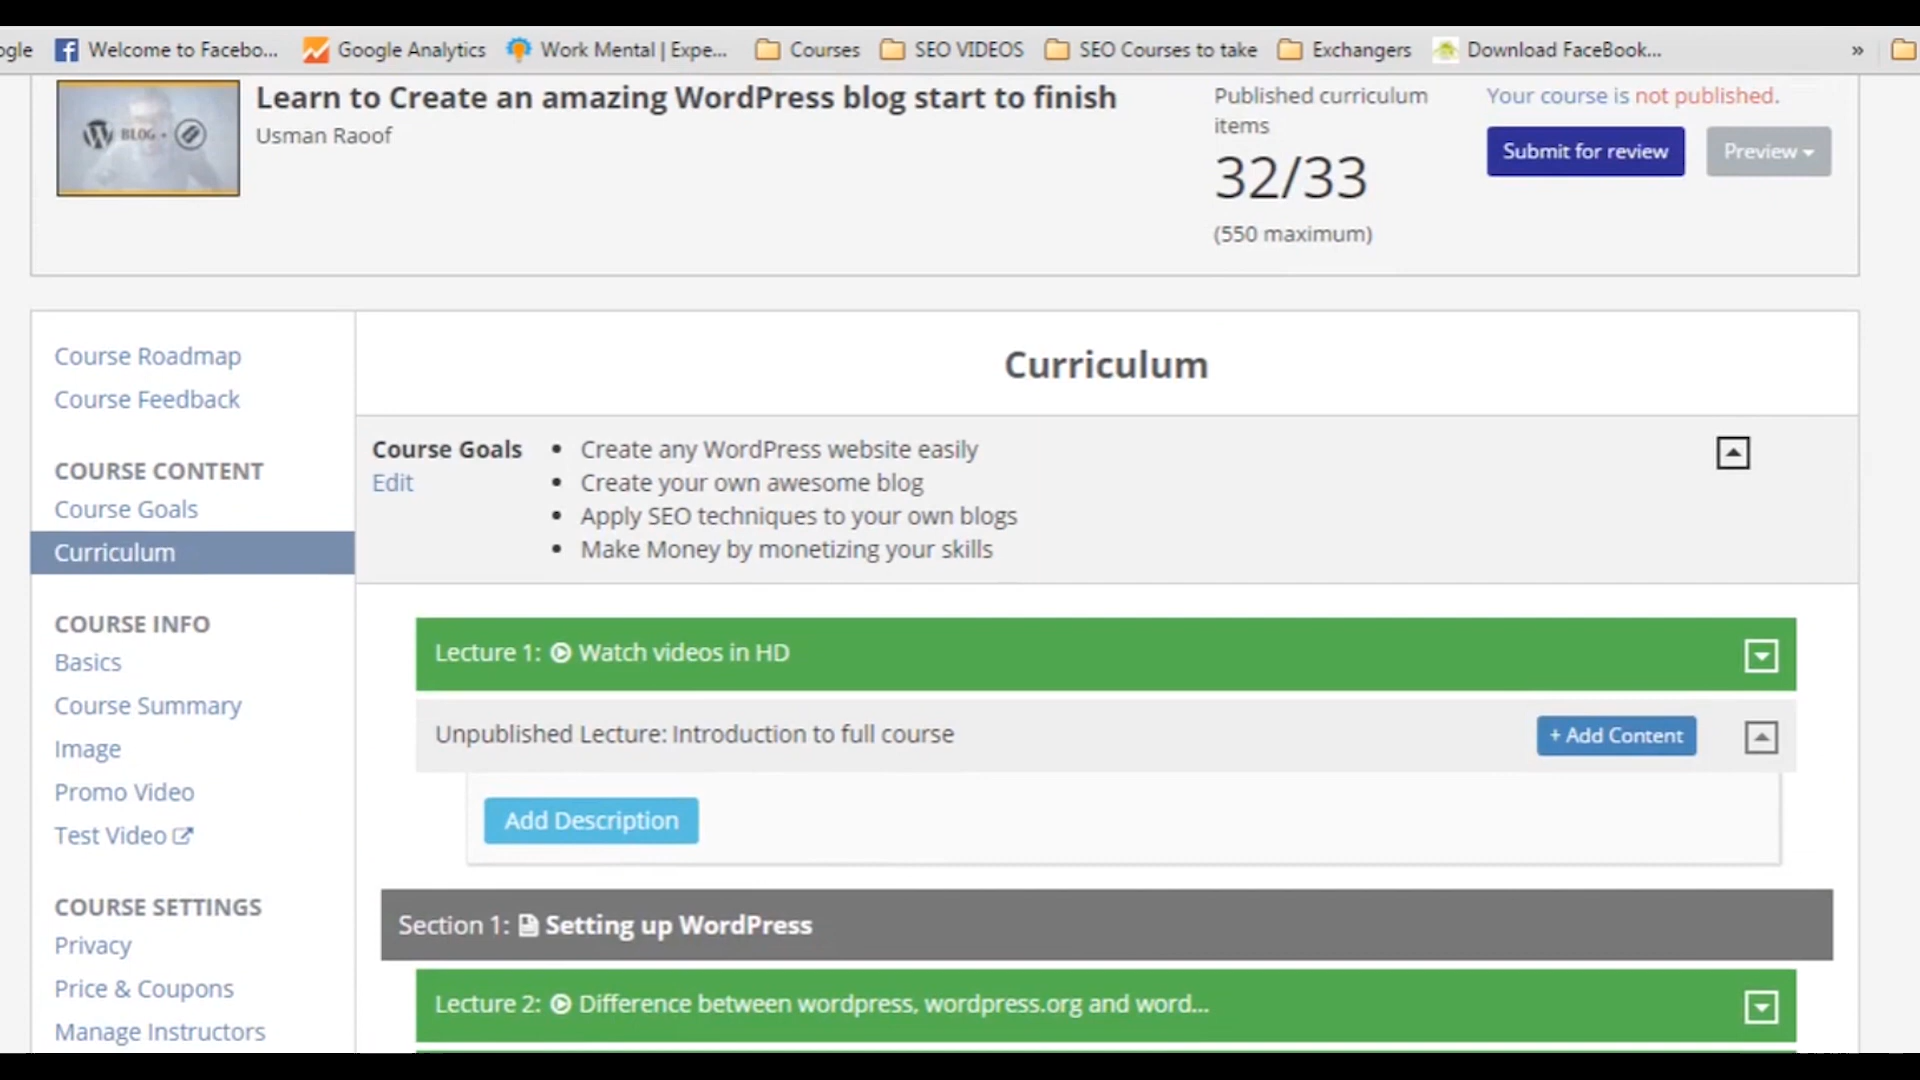 ogle Welcome to Facebo... Google Analytics Work Mental | Expe... Courses SEO VIDEOS SEO Courses to take Exchangers Download FaceBook... »
BLOG +
Learn to Create an amazing WordPress blog start to finish
Usman Raoof
Published curriculum
items
32/33
(550 maximum)
Your course is not published.
Submit for review Preview
Course Roadmap
Course Feedback
COURSE CONTENT
Course Goals
Curriculum
COURSE INFO
Basics
Course Summary
Image
Promo Video
Test Video
COURSE SETTINGS
Privacy
Price & Coupons
Manage Instructors
Curriculum
Course Goals
Edit
• Create any WordPress website easily
• Create your own awesome blog
• Apply SEO techniques to your own blogs
• Make Money by monetizing your skills
Lecture 1: Watch videos in HD
Unpublished Lecture: Introduction to full course + Add Content
Add Description
Section 1: Setting up WordPress
Lecture 2: Difference between wordpress, wordpress.org and word...